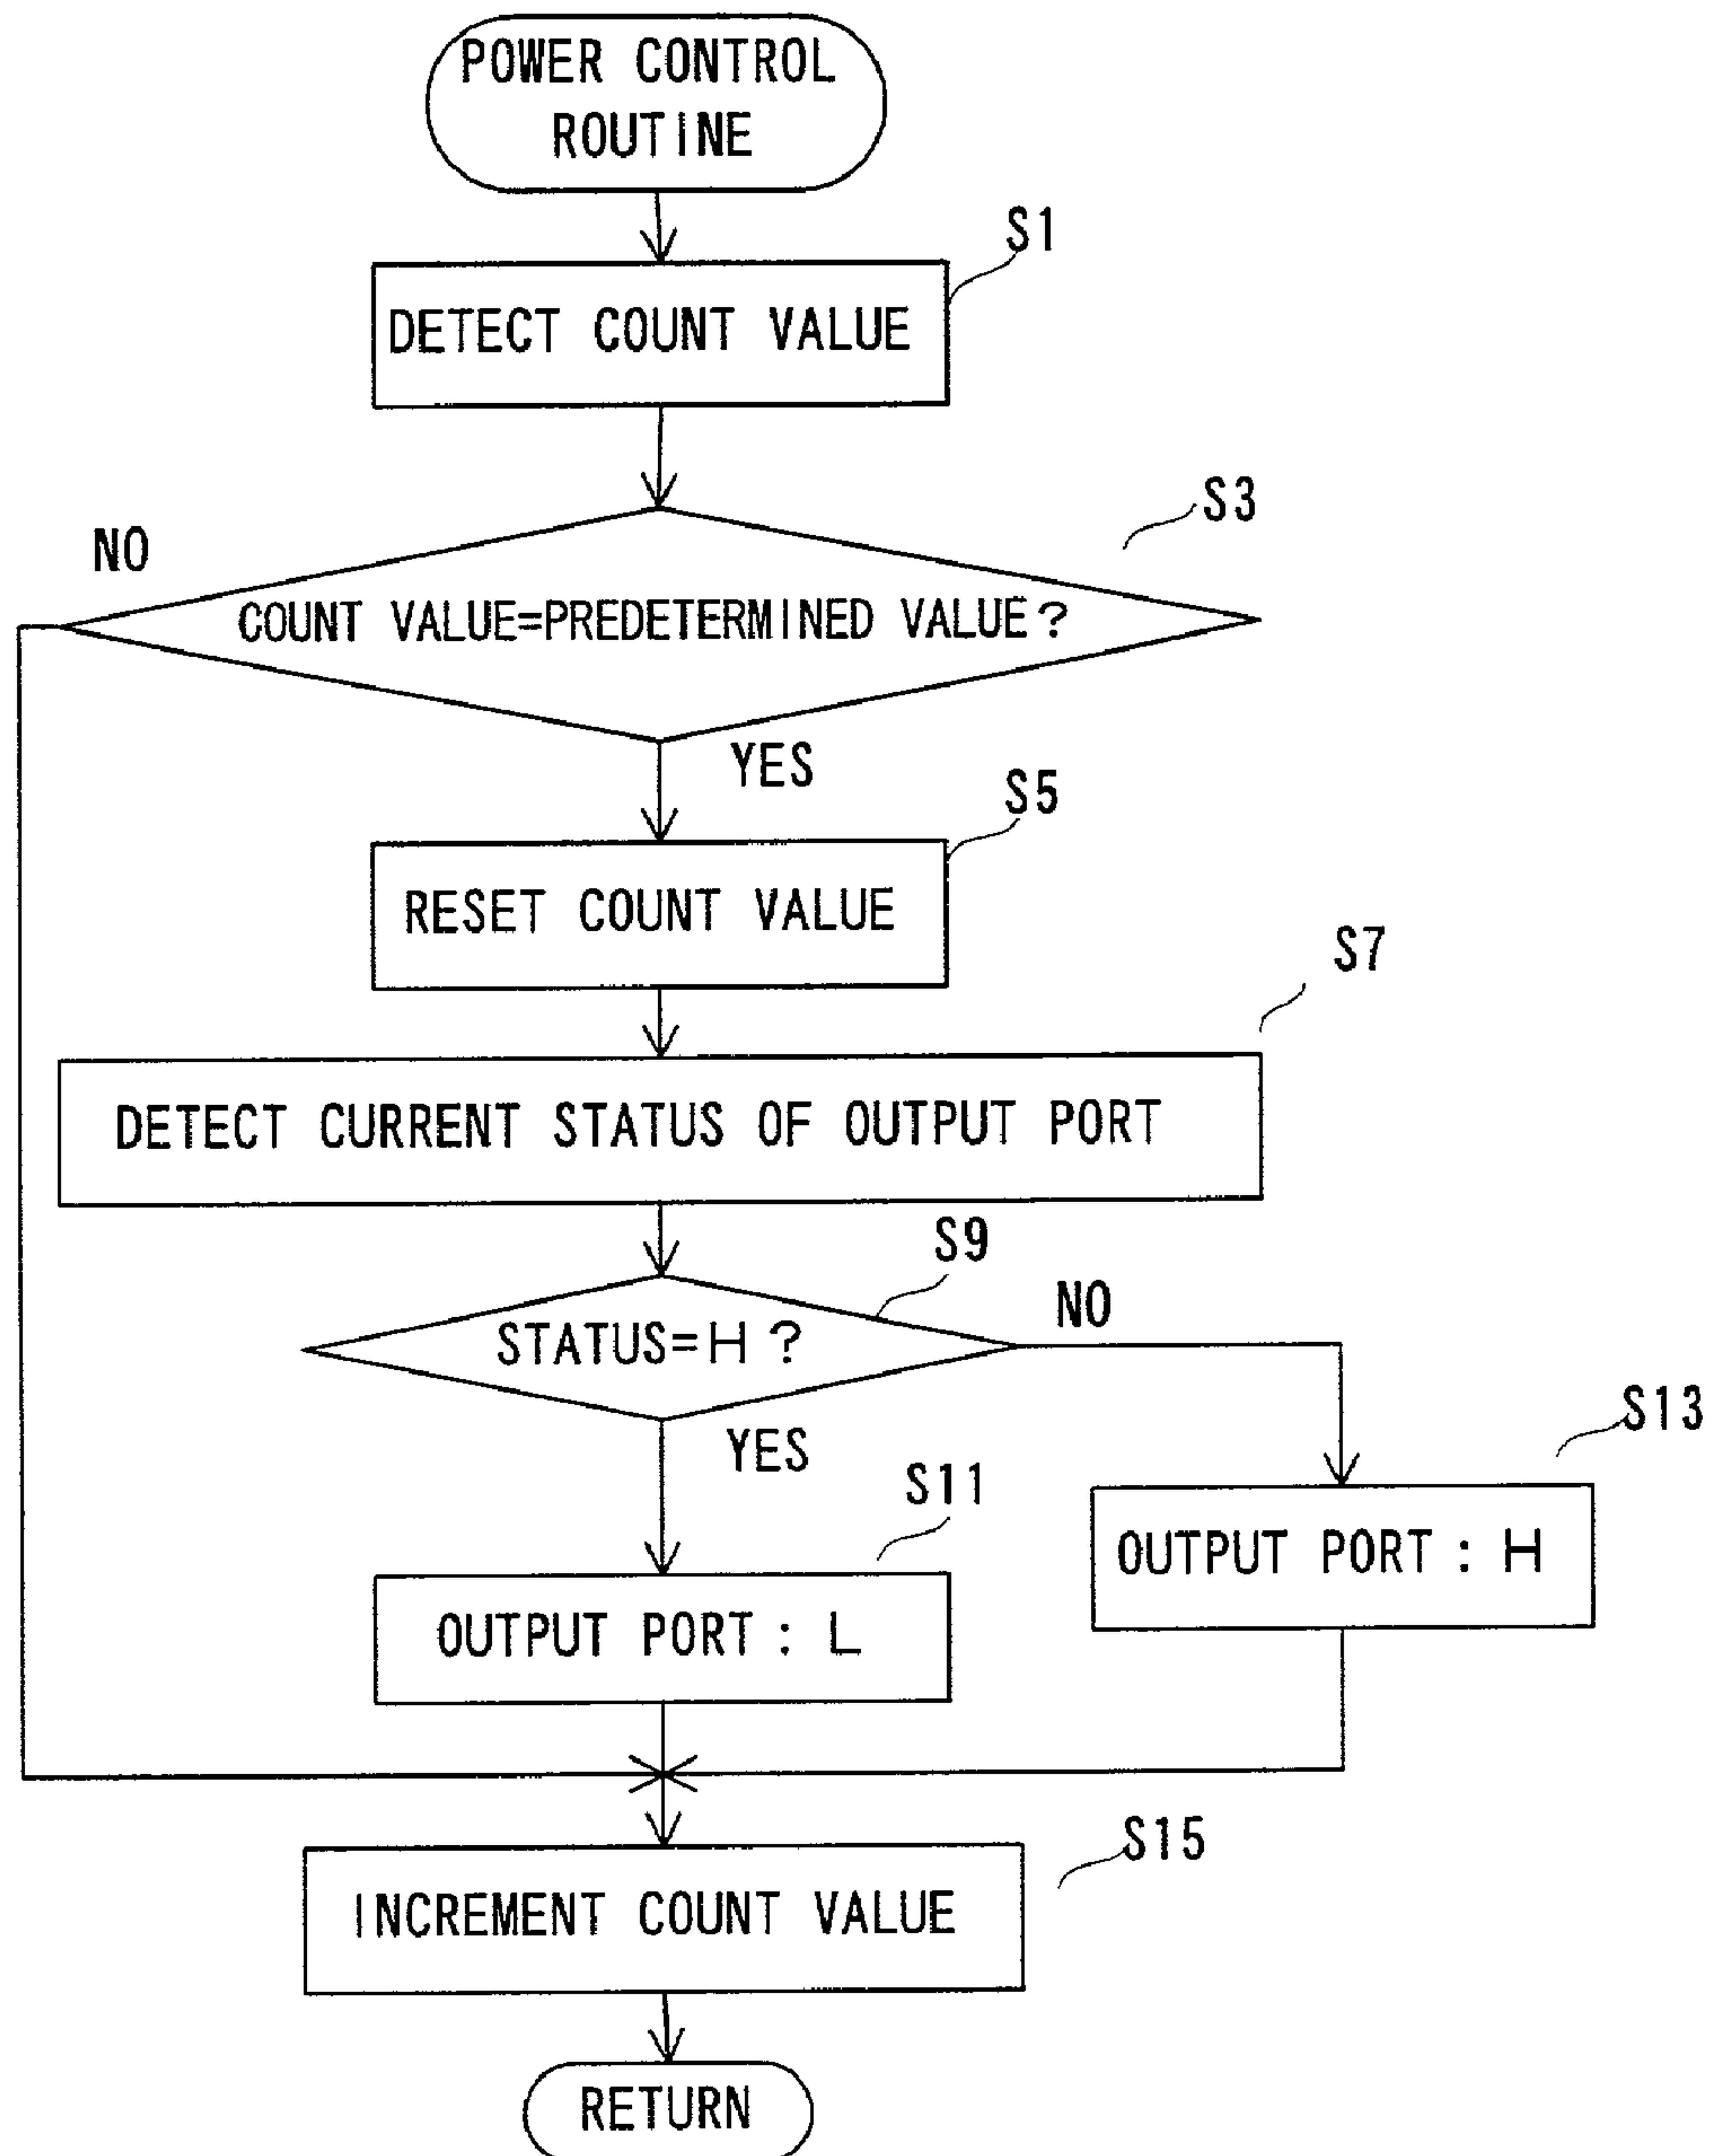 POWER CONTROL
ROUTINE
S1
DETECT COUNT VALUE
S3
NO
COUNT VALUE=PREDETERMINED VALUE?
YES
S5
RESET COUNT VALUE
S7
DETECT CURRENT STATUS OF OUTPUT PORT
S9
NO
STATUS=H?
YES
S13
S11
OUTPUT PORT : H
OUTPUT PORT : L
S15
INCREMENT COUNT VALUE
RETURN